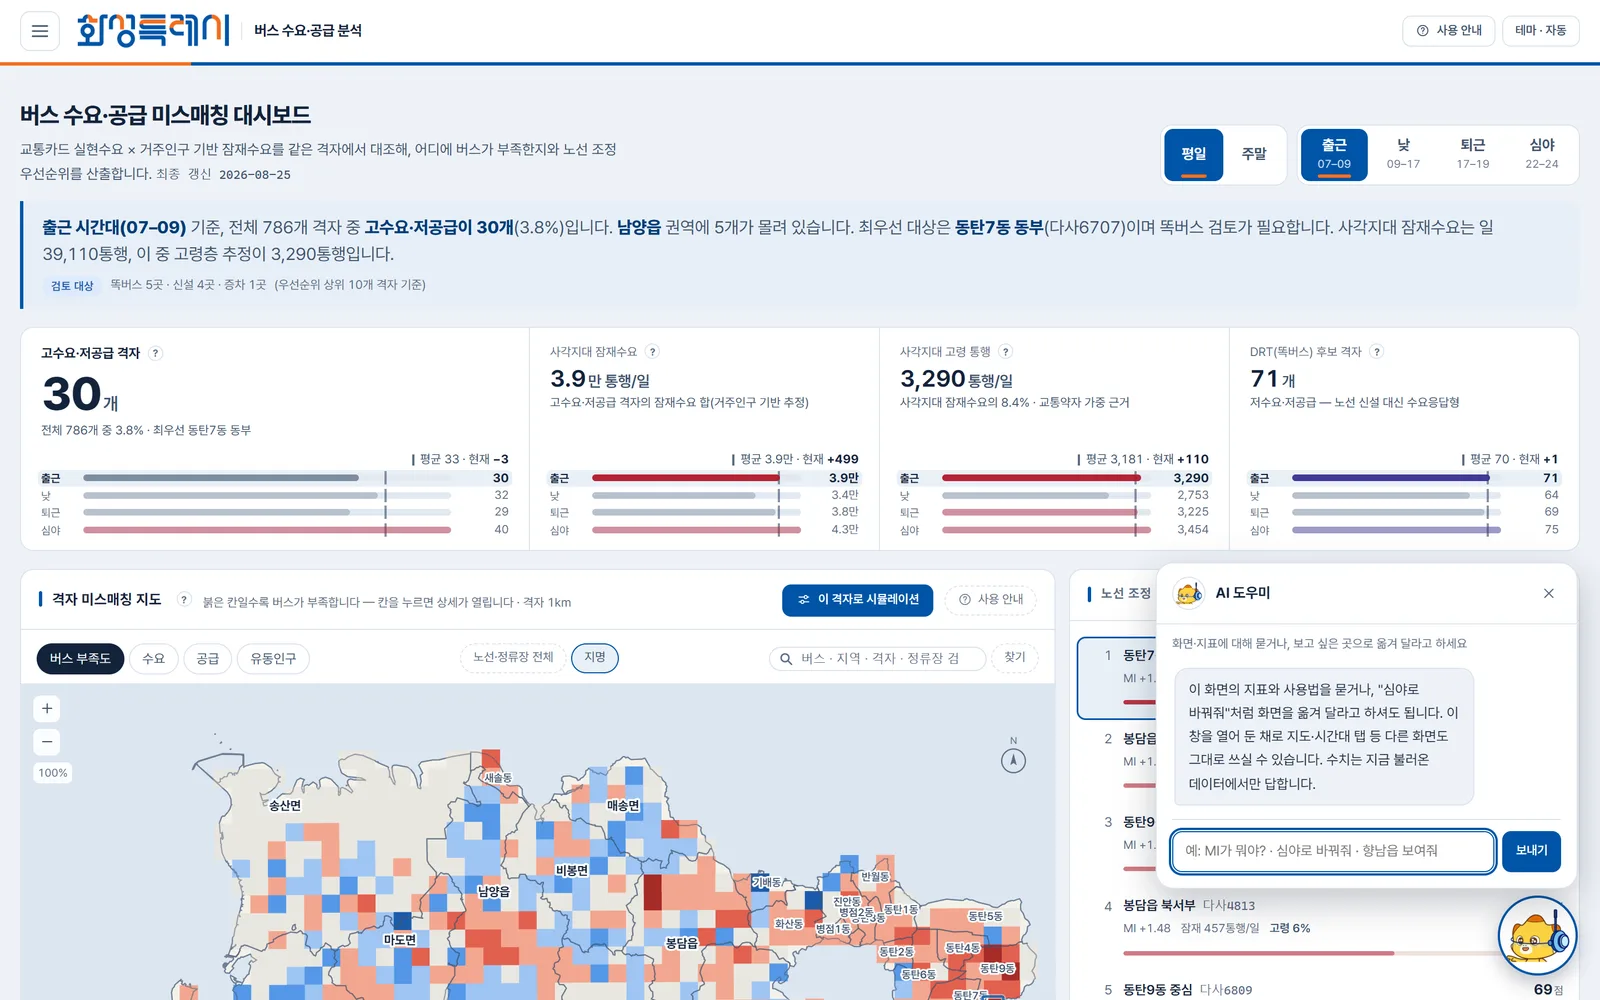 화성특례시
버스 수요·공급 분석
사용 안내
테마 · 자동
버스 수요·공급 미스매칭 대시보드
교통카드 실현수요 × 거주인구 기반 잠재수요를 같은 격자에서 대조해, 어디에 버스가 부족한지와 노선 조정
우선순위를 산출합니다. 최종 갱신 2026-08-25
평일
주말
출근
07–09
낮
09–17
퇴근
17–19
심야
22–24
출근 시간대(07–09) 기준, 전체 786개 격자 중 고수요·저공급이 30개(3.8%)입니다. 남양읍 권역에 5개가 몰려 있습니다. 최우선 대상은 동탄7동 동부(다사6707)이며 똑버스 검토가 필요합니다. 사각지대 잠재수요는 일
39,110통행, 이 중 고령층 추정이 3,290통행입니다.
검토 대상 똑버스 5곳 · 신설 4곳 · 증차 1곳 (우선순위 상위 10개 격자 기준)
고수요·저공급 격자 ?
30개
전체 786개 중 3.8% · 최우선 동탄7동 동부
평균 33 · 현재 −3
출근 30
낮 32
퇴근 29
심야 40
사각지대 잠재수요 ?
3.9만 통행/일
고수요·저공급 격자의 잠재수요 합(거주인구 기반 추정)
평균 3.9만 · 현재 +499
출근 3.9만
낮 3.4만
퇴근 3.8만
심야 4.3만
사각지대 고령 통행 ?
3,290 통행/일
사각지대 잠재수요의 8.4% · 교통약자 가중 근거
평균 3,181 · 현재 +110
출근 3,290
낮 2,753
퇴근 3,225
심야 3,454
DRT(똑버스) 후보 격자 ?
71 개
저수요·저공급 — 노선 신설 대신 수요응답형
평균 70 · 현재 +1
출근 71
낮 64
퇴근 69
심야 75
격자 미스매칭 지도 ?
붉은 칸일수록 버스가 부족합니다 — 칸을 누르면 상세가 열립니다 · 격자 1km
이 격자로 시뮬레이션
사용 안내
버스 부족도
수요
공급
유동인구
노선·정류장 전체
지명
버스 · 지역 · 격자 · 정류장 검
찾기
+
−
100%
N
새솔동
송산면
매송면
비봉면
남양읍
기배동
반월동
진안동
병점2동
동탄1동
병점1동
화산동
동탄5동
마도면
봉담읍
동탄2동
동탄4동
동탄6동
동탄9동
동탄7동
노선 조정
1 동탄7
MI +1.
2 봉담읍
MI +1.
3 동탄9
MI +1.
4 봉담읍 북서부 다사4813
MI +1.48 잠재 457통행/일 고령 6%
5 동탄9동 중심 다사6809
69점
AI 도우미
화면·지표에 대해 묻거나, 보고 싶은 곳으로 옮겨 달라고 하세요
이 화면의 지표와 사용법을 묻거나, "심야로
바꿔줘"처럼 화면을 옮겨 달라고 하셔도 됩니다. 이
창을 열어 둔 채로 지도·시간대 탭 등 다른 화면도
그대로 쓰실 수 있습니다. 수치는 지금 불러온
데이터에서만 답합니다.
예: MI가 뭐야? · 심야로 바꿔줘 · 향남읍 보여줘
보내기